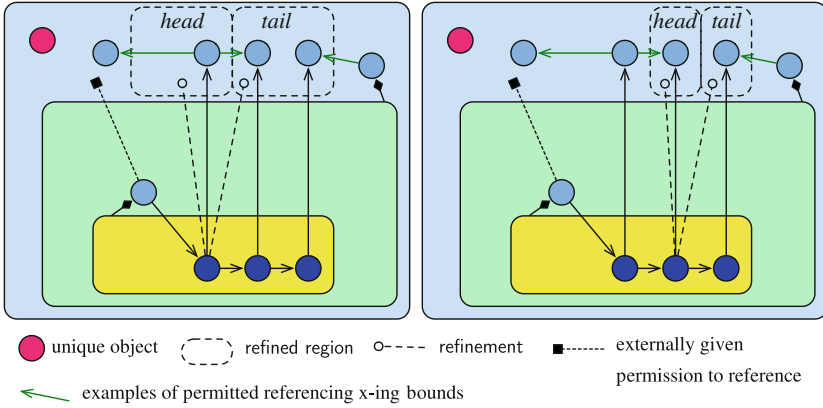 head tail head tail
unique object refined region refinement externally given
permission to reference
examples of permitted referencing x-ing bounds